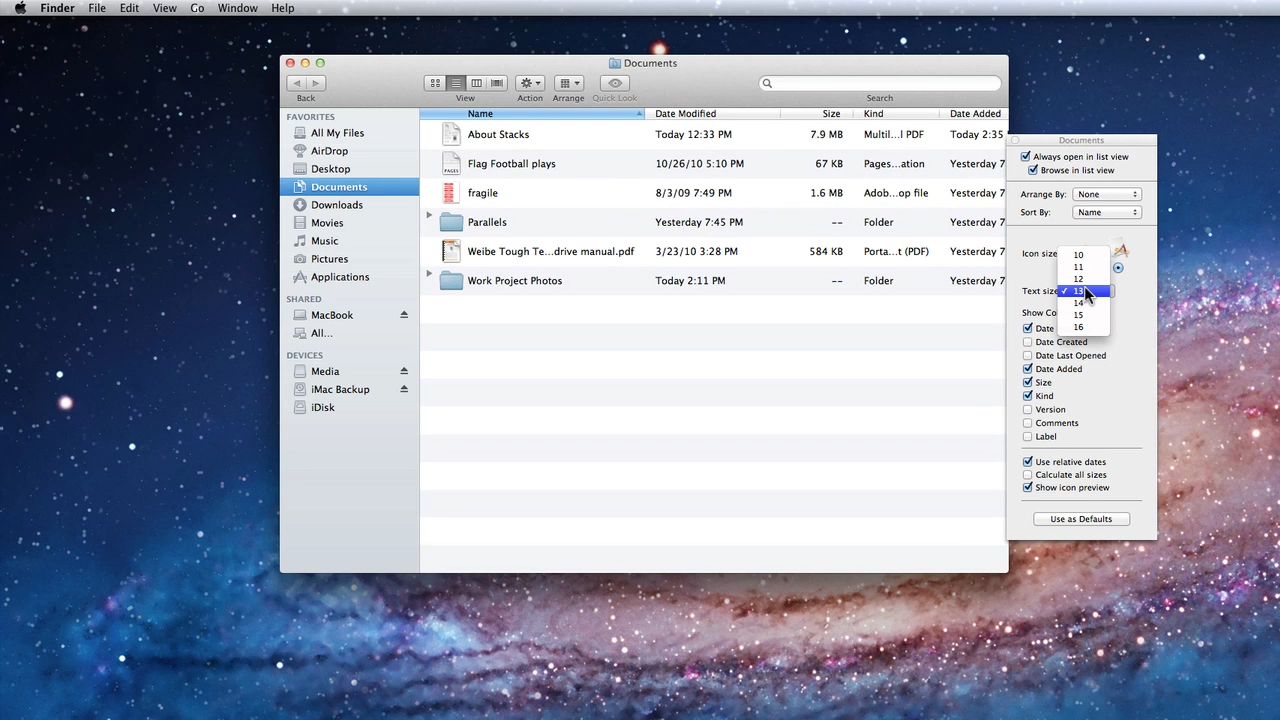 Finder File Edit View Go Window Help
Documents
Back View Action Arrange Quick Look Search
FAVORITES
All My Files
AirDrop
Desktop
Documents
Downloads
Movies
Music
Pictures
Applications
SHARED
MacBook
All...
DEVICES
Media
iMac Backup
iDisk
Name Date Modified Size Kind Date Added
About Stacks Today 12:33 PM 7.9 MB Multil...l PDF Today 2:35
Flag Football plays 10/26/10 5:10 PM 67 KB Pages...ation Yesterday 7
PAGES
fragile 8/3/09 7:49 PM 1.6 MB Adob...op file Yesterday 7
Parallels Yesterday 7:45 PM -- Folder Yesterday 7
Weibe Tough Te...drive manual.pdf 3/23/10 3:28 PM 584 KB Porta...t (PDF) Yesterday 7
Work Project Photos Today 2:11 PM -- Folder Yesterday 7
Documents
Always open in list view
Browse in list view
Arrange By: None
Sort By: Name
Icon size
Text size
10
11
12
✓ 13
14
15
16
Show Co
Date
Date Created
Date Last Opened
Date Added
Size
Kind
Version
Comments
Label
Use relative dates
Calculate all sizes
Show icon preview
Use as Defaults